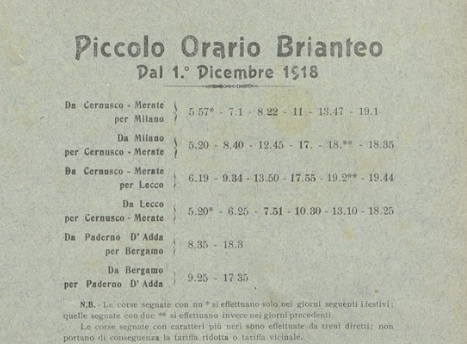 Piccolo Orario Brianteo
Dal 1.° Dicembre 1918
Da Cernusco - Merate
per Milano
5.57* - 7.1 - 8.22 - 11 - 13.47 - 19.1
Da Milano
per Cernusco - Merate
5.20 - 8.40 - 12.45 - 17. - 18.** - 18.35
Da Cernusco - Merate
per Lecco
6.19 - 9.34 - 13.50 - 17.55 - 19.2** - 19.44
Da Lecco
per Cernusco - Merate
5.20* - 6.25 - 7.51 - 10.30 - 13.10 - 18.25
Da Paderno D'Adda
per Bergamo
8.35 - 18.3
Da Bergamo
per Paderno D'Adda
9.25 - 17.35
N.B. - Le corse segnate con un * si effettuano solo nei giorni seguenti i festivi;
quelle segnate con due ** si effettuano invece nei giorni precedenti.
Le corse segnate con caratteri più neri sono effettuate da treni diretti; non
portano di conseguenza la tariffa ridotta o tariffa vicinale.